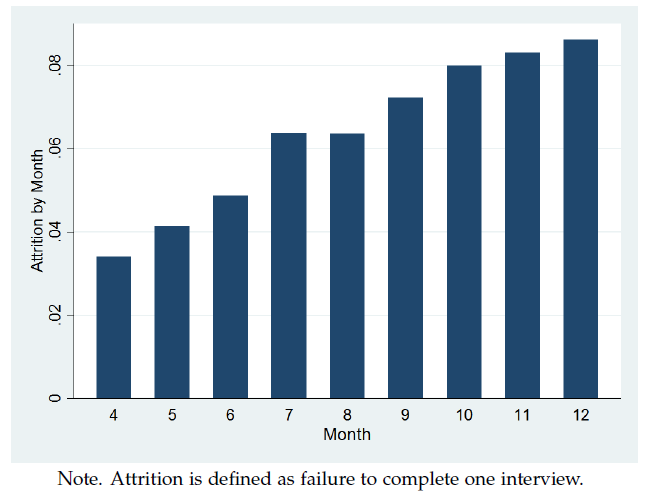 .08
.06
.04
.02
0
Attrition by Month
4 5 6 7 8 9 10 11 12
Month
Note. Attrition is defined as failure to complete one interview.